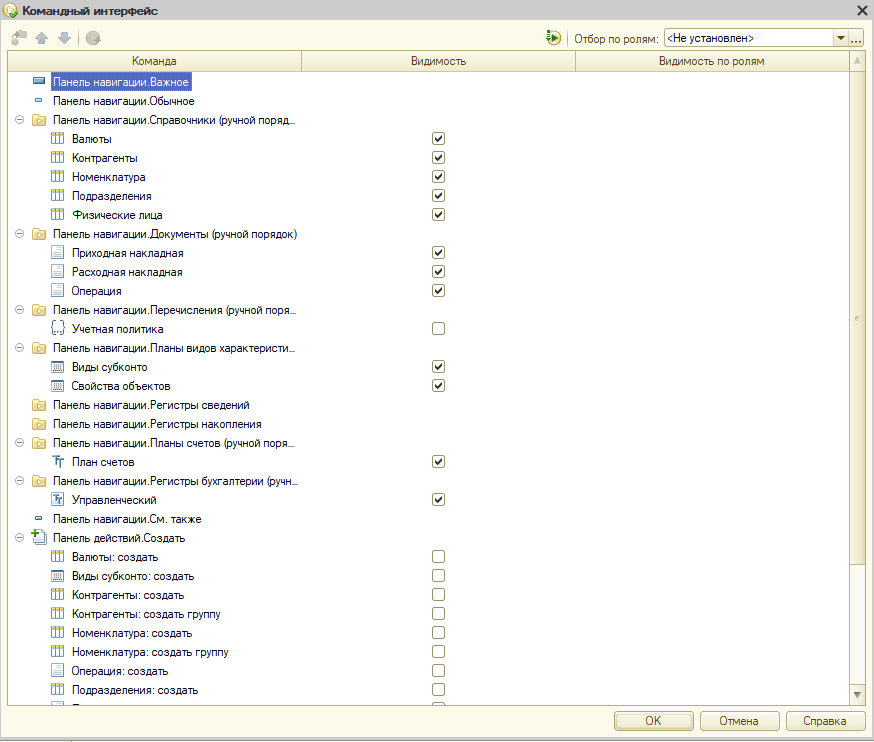 Командный интерфейс
Отбор по ролям: <Не установлен>
Команда Видимость Видимость по ролям
Панель навигации.Важное
Панель навигации.Обычное
Панель навигации.Справочники (ручной поряд...
Валюты
Контрагенты
Номенклатура
Подразделения
Физические лица
Панель навигации.Документы (ручной порядок)
Приходная накладная
Расходная накладная
Операция
Панель навигации.Перечисления (ручной поря...
Учетная политика
Панель навигации.Планы видов характеристи...
Виды субконто
Свойства объектов
Панель навигации.Регистры сведений
Панель навигации.Регистры накопления
Панель навигации.Планы счетов (ручной поря...
План счетов
Панель навигации.Регистры бухгалтерии (ручн...
Управленческий
Панель навигации.См. также
Панель действий.Создать
Валюты: создать
Виды субконто: создать
Контрагенты: создать
Контрагенты: создать группу
Номенклатура: создать
Номенклатура: создать группу
Операция: создать
Подразделения: создать
OK Отмена Справка